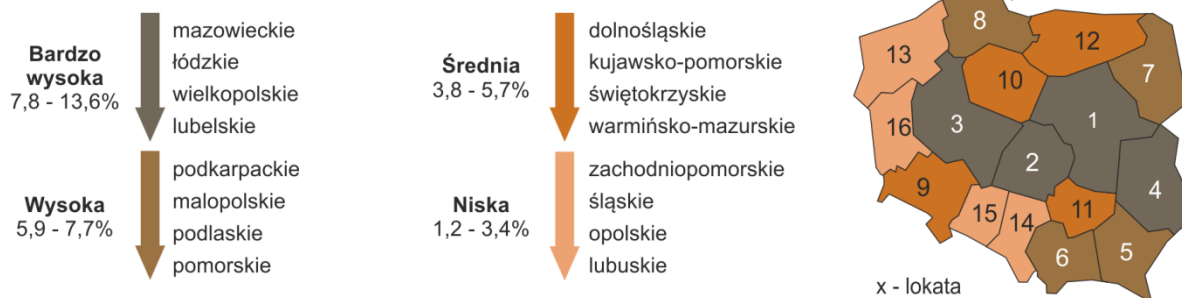 Bardzo
wysoka
7,8 - 13,6%
mazowieckie
łódzkie
wielkopolskie
lubelskie
Wysoka
5,9 - 7,7%
podkarpackie
malopolskie
podlaskie
pomorskie
Średnia
3,8 - 5,7%
dolnośląskie
kujawsko-pomorskie
świętokrzyskie
warmińsko-mazurskie
Niska
1,2 - 3,4%
zachodniopomorskie
śląskie
opolskie
lubuskie
8
12
13
7
10
16
3
1
2
4
9
15
14
11
6
5
x - lokata